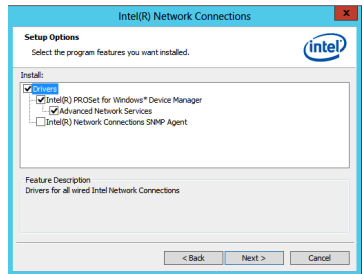 Intel(R) Network Connections
x
Setup Options
Select the program features you want installed.
intel
Install:
Drivers
Intel(R) PROSet for Windows* Device Manager
Advanced Network Services
Intel(R) Network Connections SNMP Agent
Feature Description
Drivers for all wired Intel Network Connections
< Back Next > Cancel